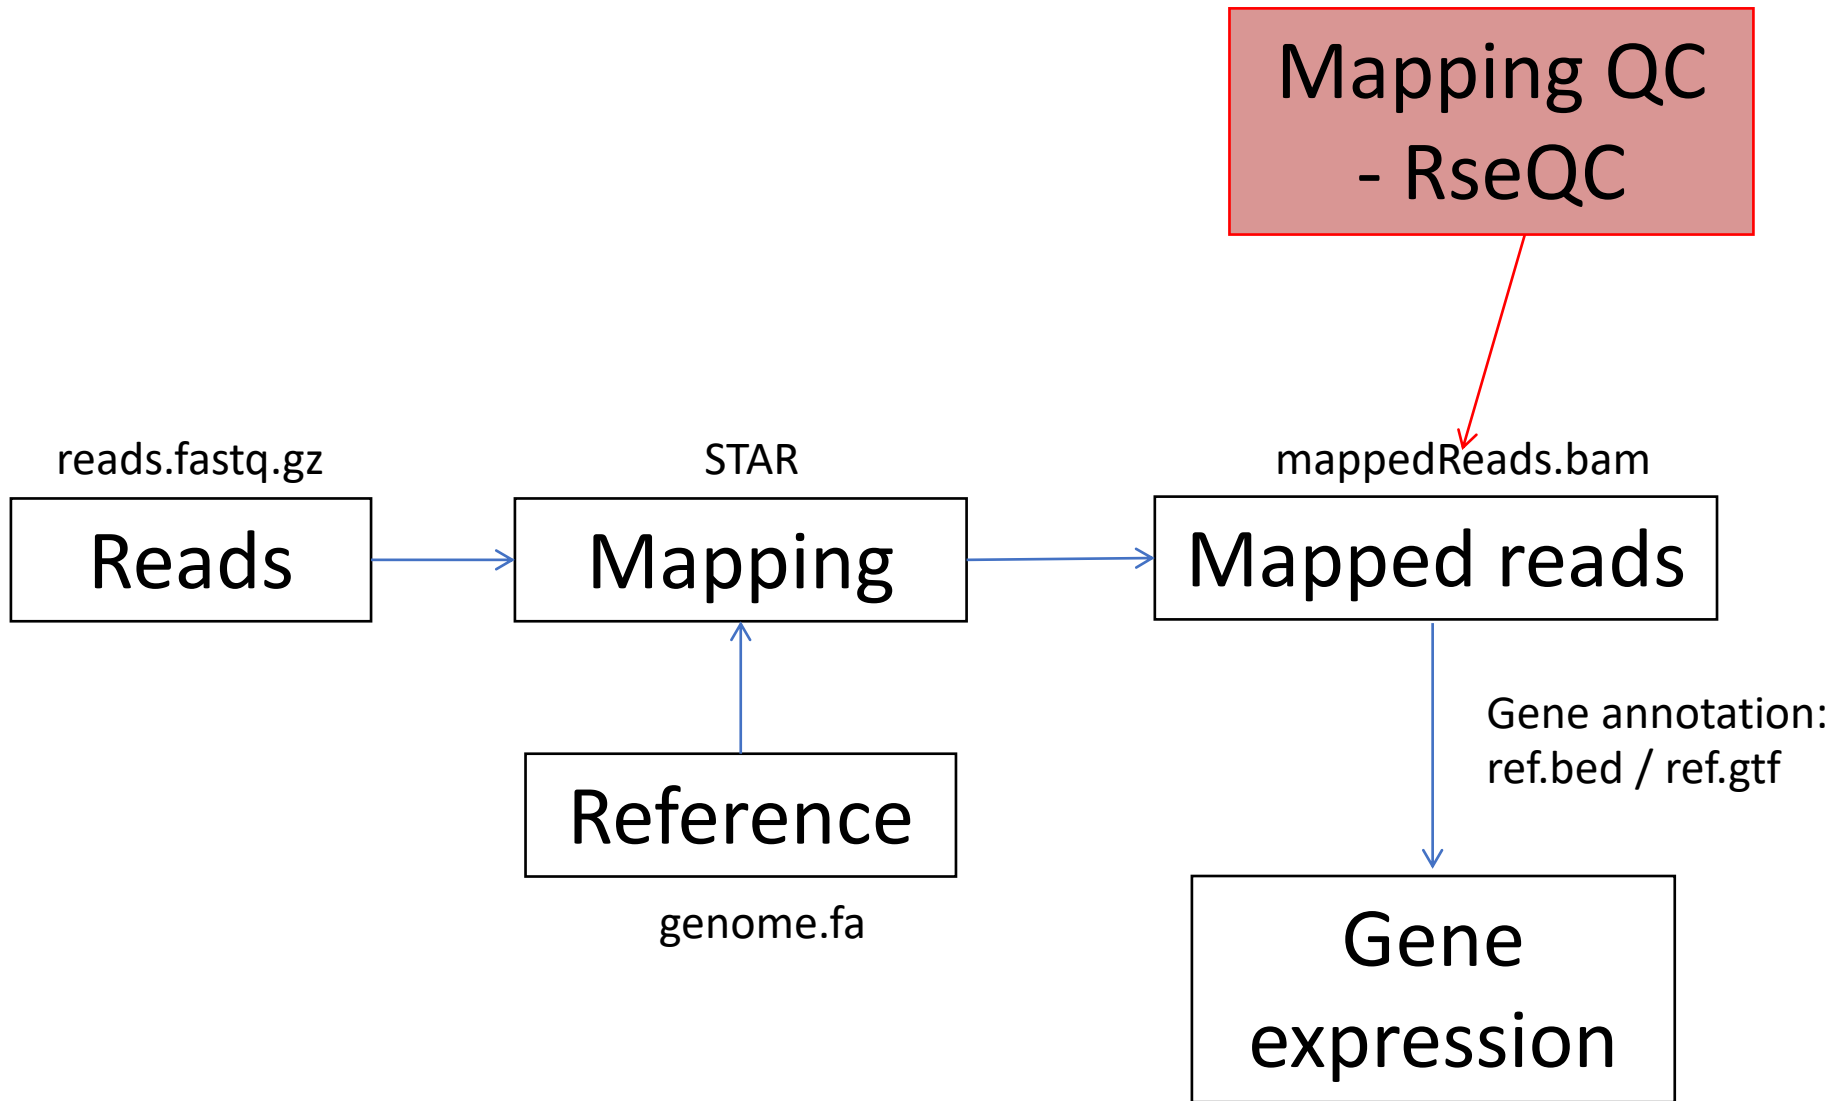 Mapping QC
- RseQC
reads.fastq.gz
STAR
mappedReads.bam
Reads
Mapping
Mapped reads
Gene annotation:
ref.bed / ref.gtf
Reference
genome.fa
Gene
expression